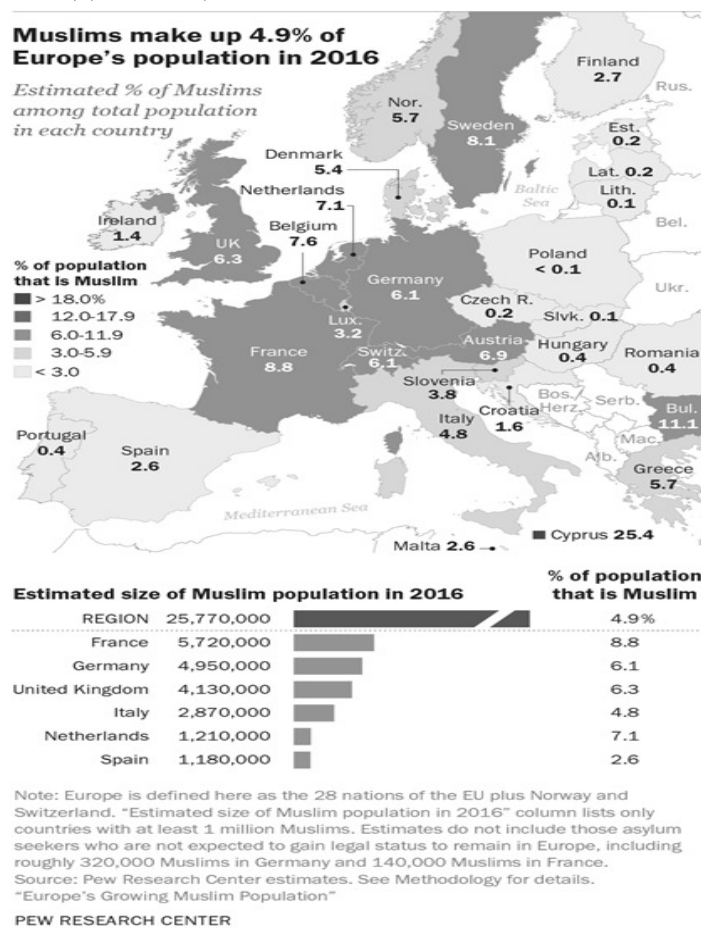 Muslims make up 4.9% of
Europe's population in 2016
Estimated % of Muslims
among total population
in each country
Finland
2.7
Rus.
Nor.
5.7
Sweden
8.1
Est.
0.2
Denmark
5.4
Lat. 0.2
Netherlands
7.1
Baltic
Sea
Lith.
0.1
Ireland
1.4
Belgium
7.6
Bel.
UK
6.3
Poland
< 0.1
% of population
that is Muslim
> 18.0%
12.0-17.9
6.0-11.9
3.0-5.9
< 3.0
Germany
6.1
Ukr.
Czech R.
0.2
Slvk. 0.1
Lux.
3.2
France
8.8
Switz.
6.1
Austria
6.9
Hungary
0.4
Romania
0.4
Slovenia
3.8
Croatia
1.6
Bos.
Herz.
Serb.
Bul.
11.1
Italy
4.8
Portugal
0.4
Spain
2.6
Mac.
Alb.
Greece
5.7
Mediterranean Sea
Cyprus 25.4
Malta 2.6
Estimated size of Muslim population in 2016
% of population
that is Muslim
REGION 25,770,000 4.9%
France 5,720,000 8.8
Germany 4,950,000 6.1
United Kingdom 4,130,000 6.3
Italy 2,870,000 4.8
Netherlands 1,210,000 7.1
Spain 1,180,000 2.6
Note: Europe is defined here as the 28 nations of the EU plus Norway and
Switzerland. "Estimated size of Muslim population in 2016" column lists only
countries with at least 1 million Muslims. Estimates do not include those asylum
seekers who are not expected to gain legal status to remain in Europe, including
roughly 320,000 Muslims in Germany and 140,000 Muslims in France.
Source: Pew Research Center estimates. See Methodology for details.
"Europe's Growing Muslim Population"
PEW RESEARCH CENTER